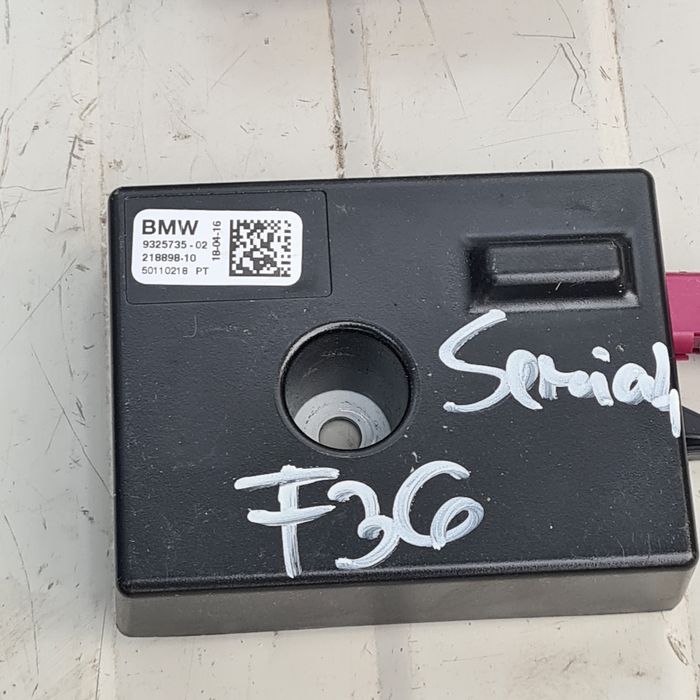 BMW
9325735-02
218898-10
50110218 PT
18-04-16
Serial
F36